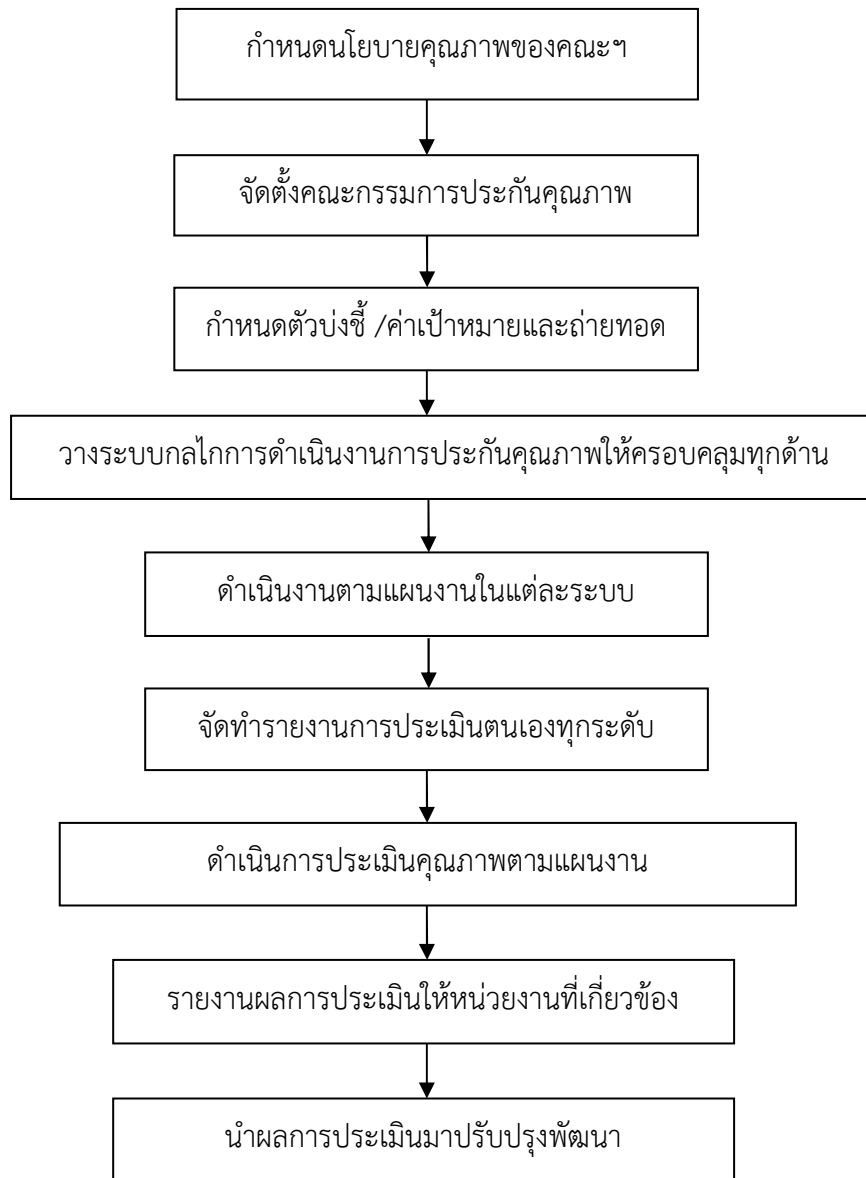 กำหนดนโยบายคุณภาพของคณะฯ
จัดตั้งคณะกรรมการประกันคุณภาพ
กำหนดตัวบ่งชี้ /ค่าเป้าหมายและถ่ายทอด
วางระบบกลไกการดำเนินงานการประกันคุณภาพให้ครอบคลุมทุกด้าน
ดำเนินงานตามแผนงานในแต่ละระบบ
จัดทำรายงานการประเมินตนเองทุกระดับ
ดำเนินการประเมินคุณภาพตามแผนงาน
รายงานผลการประเมินให้หน่วยงานที่เกี่ยวข้อง
นำผลการประเมินมาปรับปรุงพัฒนา